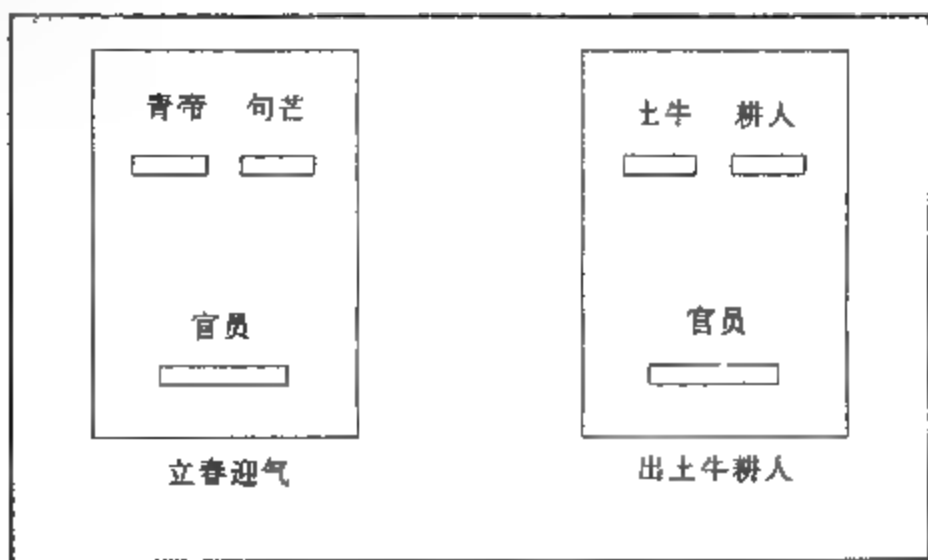 青帝 句芒
官员
立春迎气
土牛 耕人
官员
出土牛耕人